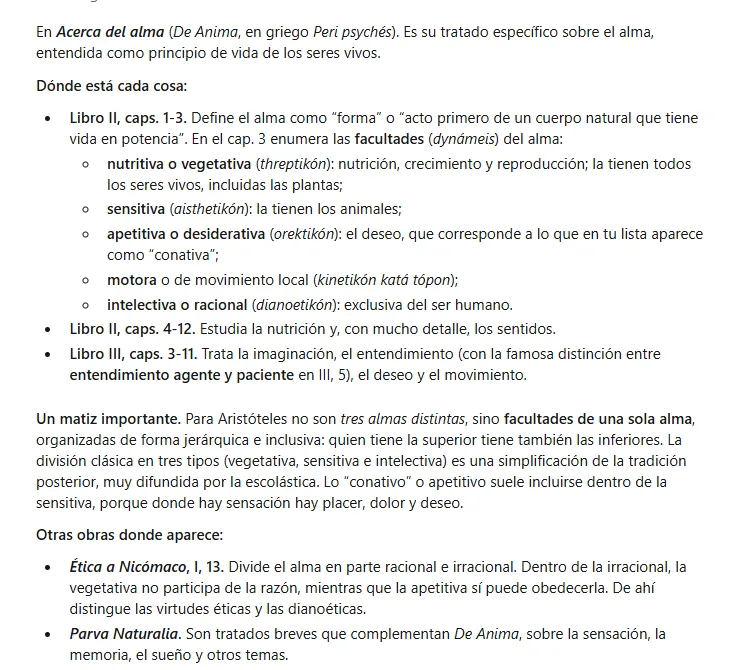 En Acerca del alma (De Anima, en griego Peri psychés). Es su tratado específico sobre el alma,
entendida como principio de vida de los seres vivos.
Dónde está cada cosa:
• Libro II, caps. 1-3. Define el alma como “forma” o “acto primero de un cuerpo natural que tiene
vida en potencia”. En el cap. 3 enumera las facultades (dynámeis) del alma:
○ nutritiva o vegetativa (threptikón): nutrición, crecimiento y reproducción; la tienen todos
los seres vivos, incluidas las plantas;
○ sensitiva (aisthetikón): la tienen los animales;
○ apetitiva o desiderativa (orektikón): el deseo, que corresponde a lo que en tu lista aparece
como “conativa”;
○ motora o de movimiento local (kinetikón katá tópon);
○ intelectiva o racional (dianoetikón): exclusiva del ser humano.
• Libro II, caps. 4-12. Estudia la nutrición y, con mucho detalle, los sentidos.
• Libro III, caps. 3-11. Trata la imaginación, el entendimiento (con la famosa distinción entre
entendimiento agente y paciente en III, 5), el deseo y el movimiento.
Un matiz importante. Para Aristóteles no son tres almas distintas, sino facultades de una sola alma,
organizadas de forma jerárquica e inclusiva: quien tiene la superior tiene también las inferiores. La
división clásica en tres tipos (vegetativa, sensitiva e intelectiva) es una simplificación de la tradición
posterior, muy difundida por la escolástica. Lo “conativo” o apetitivo suele incluirse dentro de la
sensitiva, porque donde hay sensación hay placer, dolor y deseo.
Otras obras donde aparece:
• Ética a Nicómaco, I, 13. Divide el alma en parte racional e irracional. Dentro de la irracional, la
vegetativa no participa de la razón, mientras que la apetitiva sí puede obedecerla. De ahí
distingue las virtudes éticas y las dianoéticas.
• Parva Naturalia. Son tratados breves que complementan De Anima, sobre la sensación, la
memoria, el sueño y otros temas.